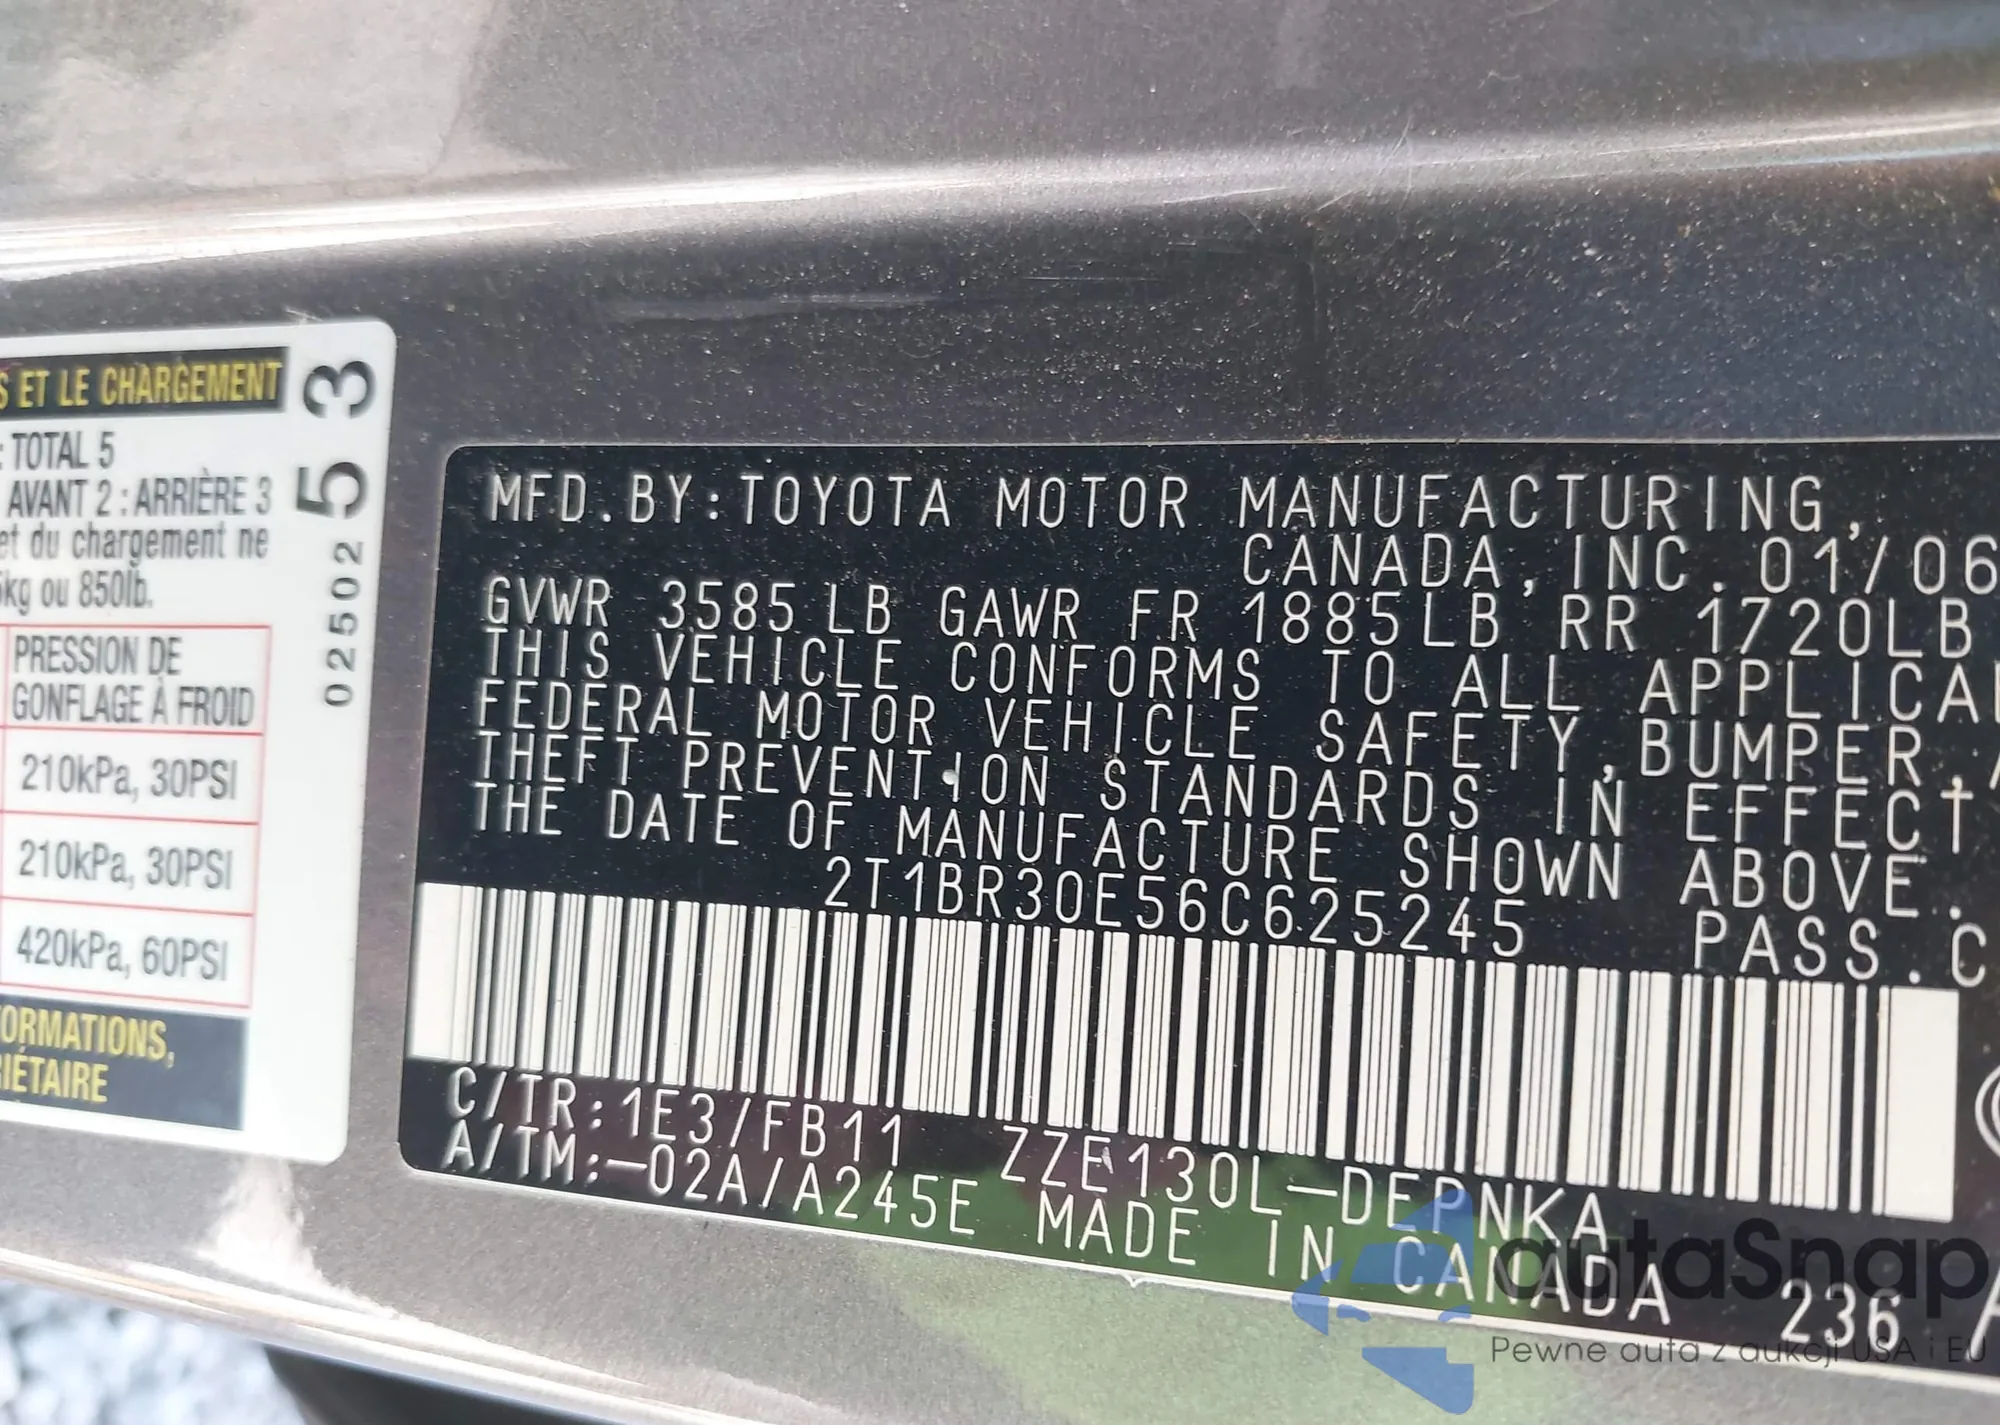 S ET LE CHARGEMENT
: TOTAL 5
AVANT 2 : ARRIÈRE 3
et du chargement ne
kg ou 850lb.
PRESSION DE
GONFLAGE À FROID
210kPa, 30PSI
210kPa, 30PSI
420kPa, 60PSI
ORMATIONS,
IÉTAIRE
02502 53
MFD. BY: TOYOTA MOTOR MANUFACTURING,
CANADA, INC. 01/06
GVWR 3585LB GAWR FR 1885LB RR 1720LB
THIS VEHICLE CONFORMS TO ALL APPLICA
FEDERAL MOTOR VEHICLE SAFETY, BUMPER,
THEFT PREVENTION STANDARDS IN EFFECT
THE DATE OF MANUFACTURE SHOWN ABOVE.
2T1BR30E56C625245 PASS.C
C/TR:1E3/FB11 ZZE130L-DEPNKA
A/TM:-02A/A245E MADE IN CANADA 236
autaSnap
Pewne auta z aukcji USA i EU